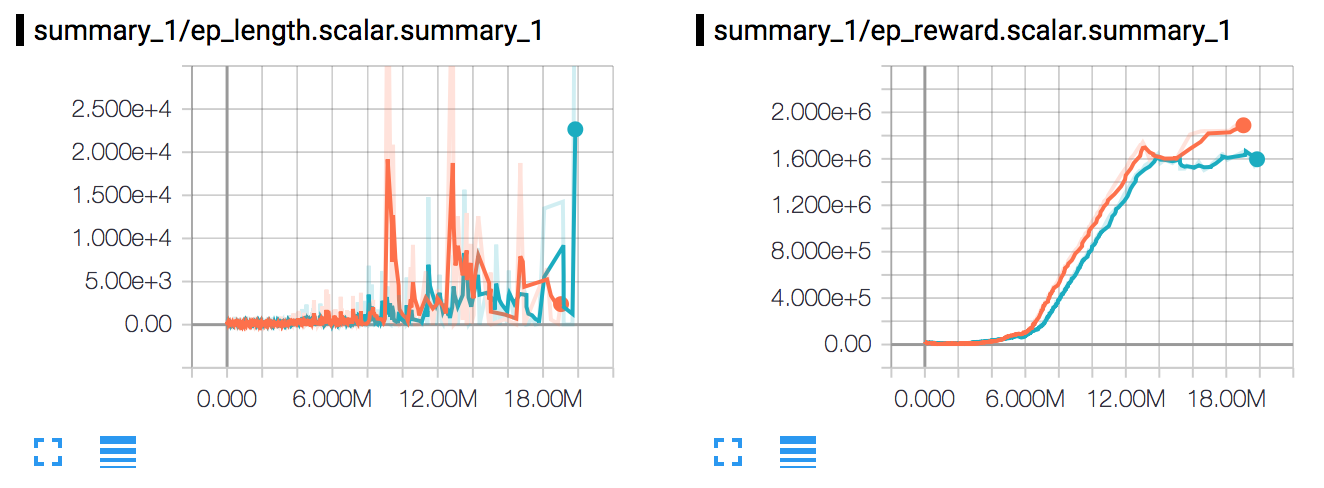 summary_1/ep_length.scalar.summary_1
2.500e+4
2.000e+4
1.500e+4
1.000e+4
5.00e+3
0.00
0.000 6.000M 12.00M 18.00M
summary_1/ep_reward.scalar.summary_1
2.000e+6
1.600e+6
1.200e+6
8.000e+5
4.000e+5
0.00
0.000 6.000M 12.00M 18.00M